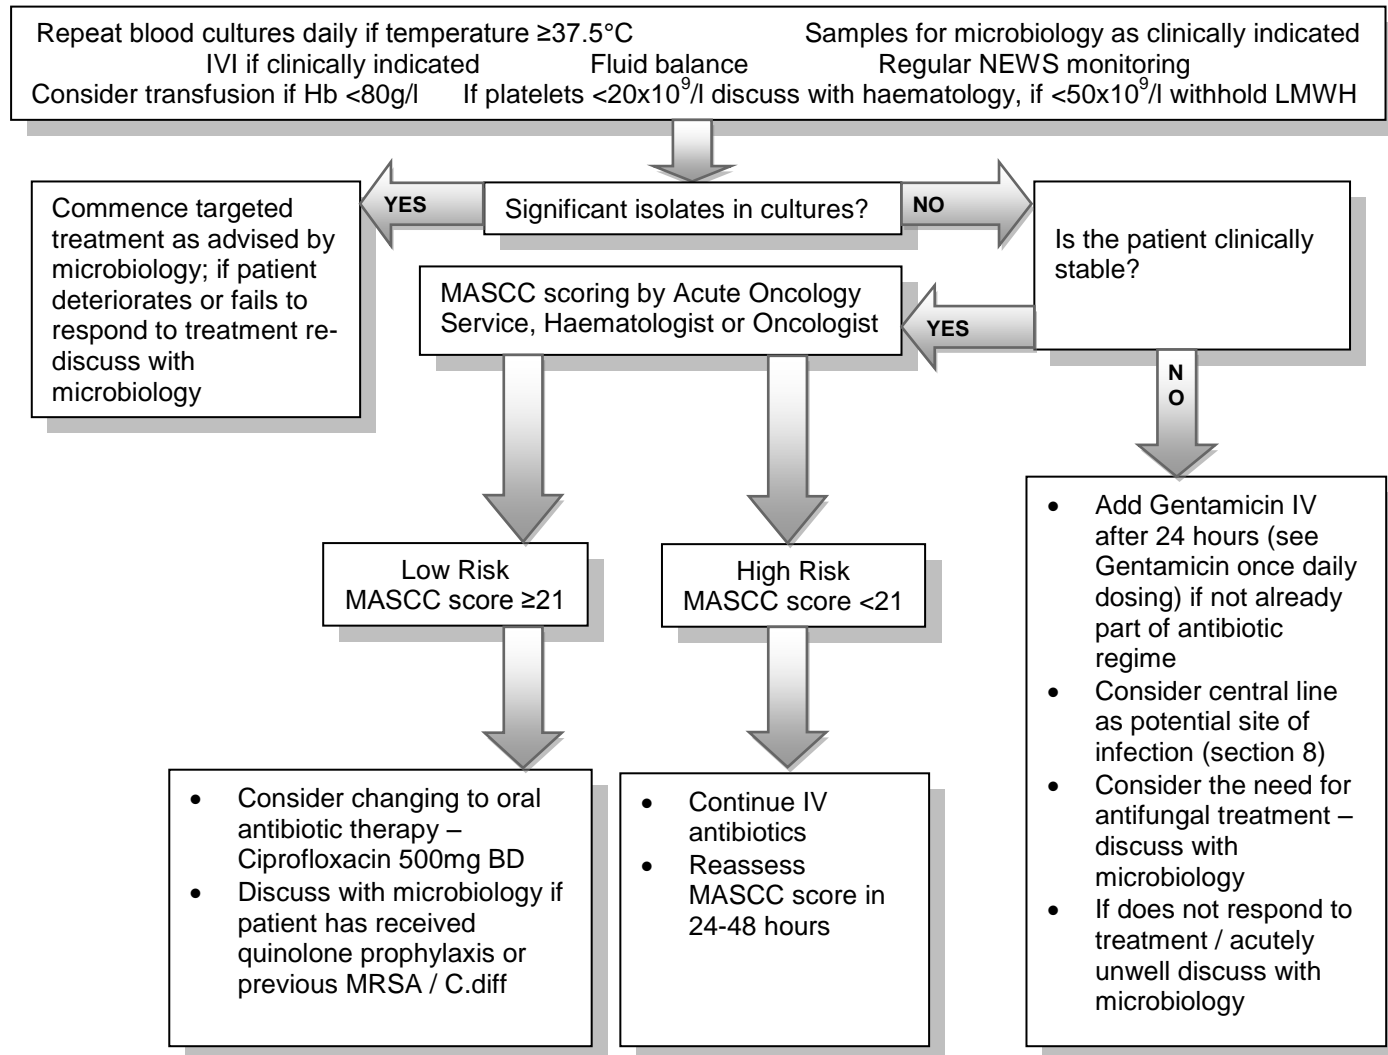 Repeat blood cultures daily if temperature ≥37.5°C Samples for microbiology as clinically indicated
IVI if clinically indicated Fluid balance Regular NEWS monitoring
Consider transfusion if Hb <80g/l If platelets <20x10⁹/l discuss with haematology, if <50x10⁹/l withhold LMWH
Significant isolates in cultures?
YES
NO
Commence targeted
treatment as advised by
microbiology; if patient
deteriorates or fails to
respond to treatment re-
discuss with
microbiology
Is the patient clinically
stable?
YES
N
O
MASCC scoring by Acute Oncology
Service, Haematologist or Oncologist
Low Risk
MASCC score ≥21
High Risk
MASCC score <21
• Consider changing to oral
antibiotic therapy –
Ciprofloxacin 500mg BD
• Discuss with microbiology if
patient has received
quinolone prophylaxis or
previous MRSA / C.diff
• Continue IV
antibiotics
• Reassess
MASCC score in
24-48 hours
• Add Gentamicin IV
after 24 hours (see
Gentamicin once daily
dosing) if not already
part of antibiotic
regime
• Consider central line
as potential site of
infection (section 8)
• Consider the need for
antifungal treatment –
discuss with
microbiology
• If does not respond to
treatment / acutely
unwell discuss with
microbiology